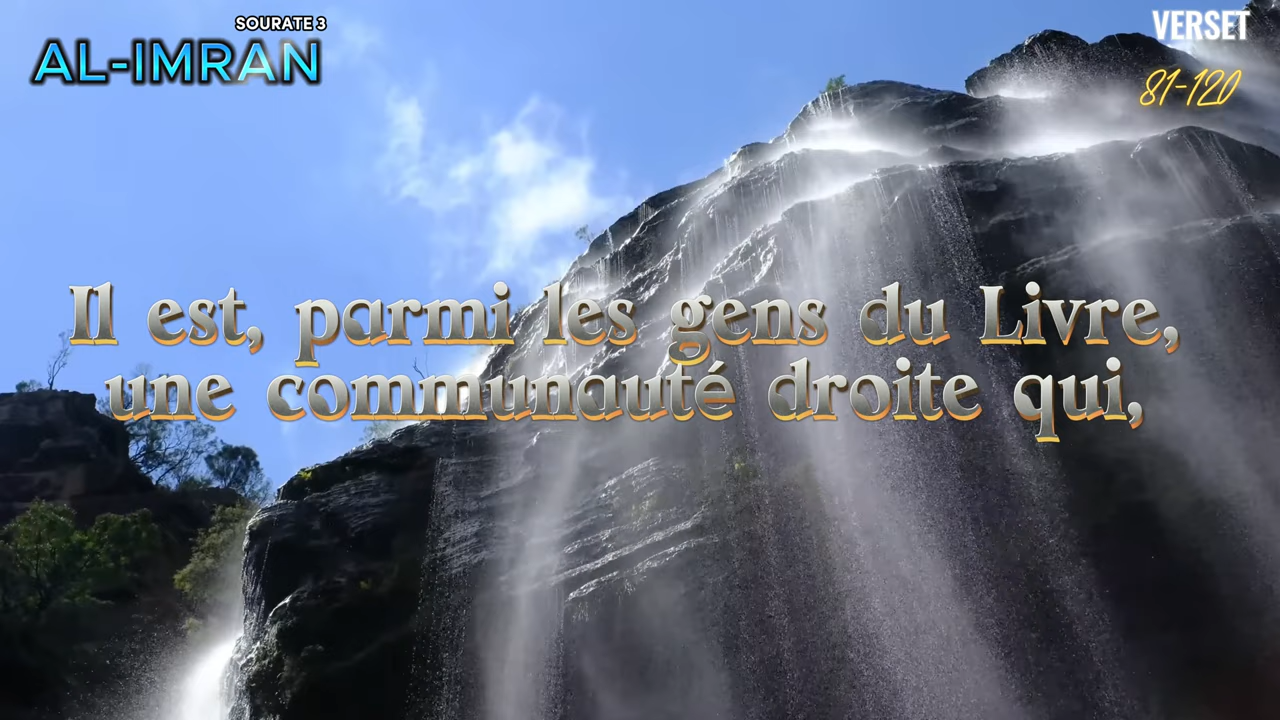 SOURATE 3
AL-IMRAN
VERSET
81-120
Il est, parmi les gens du Livre,
une communauté droite qui,